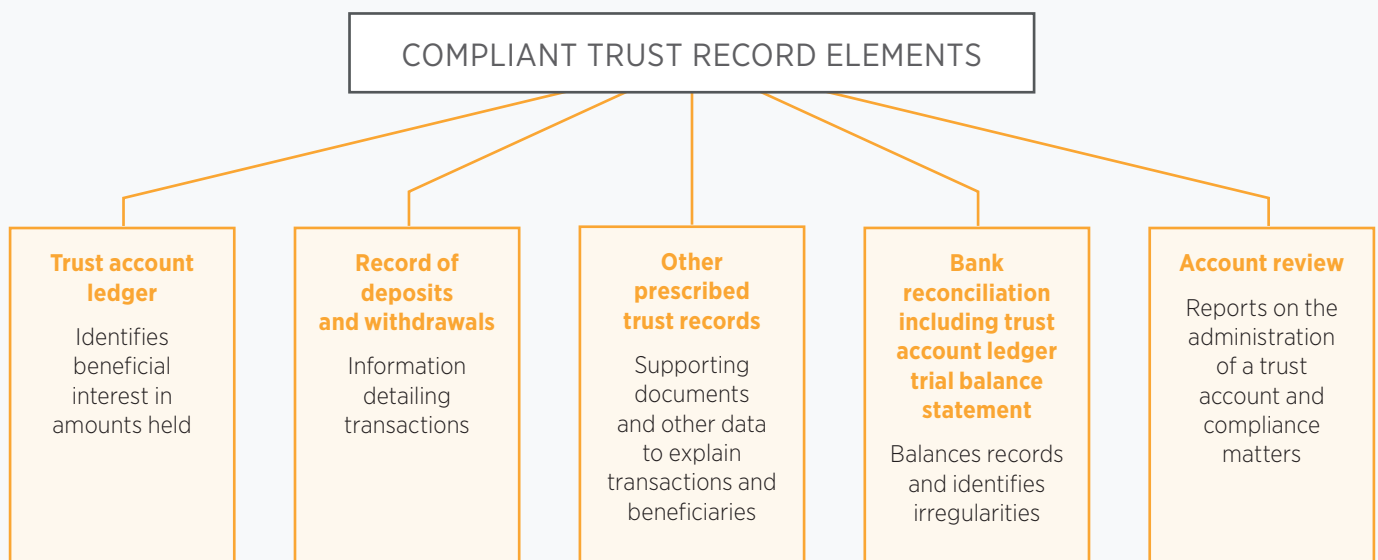 COMPLIANT TRUST RECORD ELEMENTS
Trust account
ledger
Identifies
beneficial
interest in
amounts held
Record of
deposits
and withdrawals
Information
detailing
transactions
Other
prescribed
trust records
Supporting
documents
and other data
to explain
transactions and
beneficiaries
Bank
reconciliation
including trust
account ledger
trial balance
statement
Balances records
and identifies
irregularities
Account review
Reports on the
administration
of a trust
account and
compliance
matters